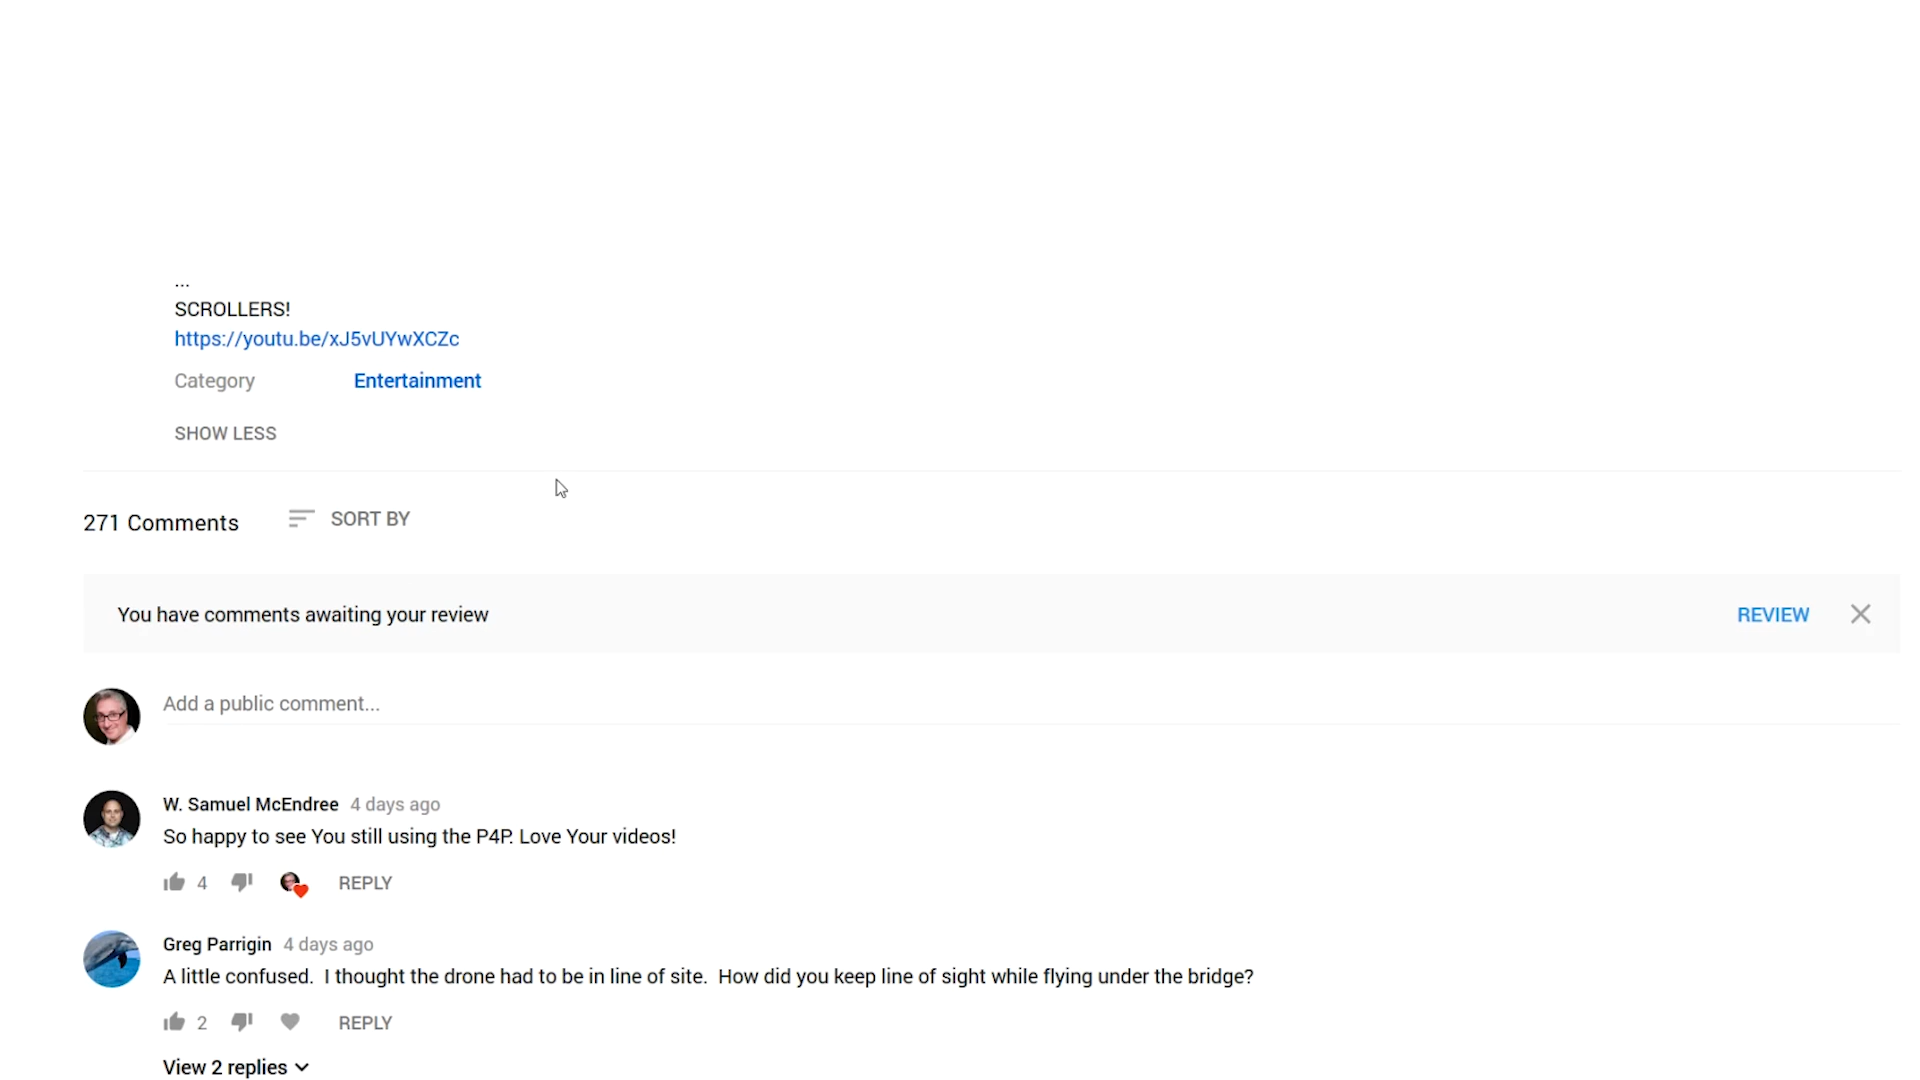 ...
SCROLLERS!
https://youtu.be/xJ5vUYwXCZc
Category Entertainment
SHOW LESS
271 Comments SORT BY
You have comments awaiting your review REVIEW
Add a public comment...
W. Samuel McEndree 4 days ago
So happy to see You still using the P4P. Love Your videos!
4 REPLY
Greg Parrigin 4 days ago
A little confused.  I thought the drone had to be in line of site.  How did you keep line of sight while flying under the bridge?
2 REPLY
View 2 replies